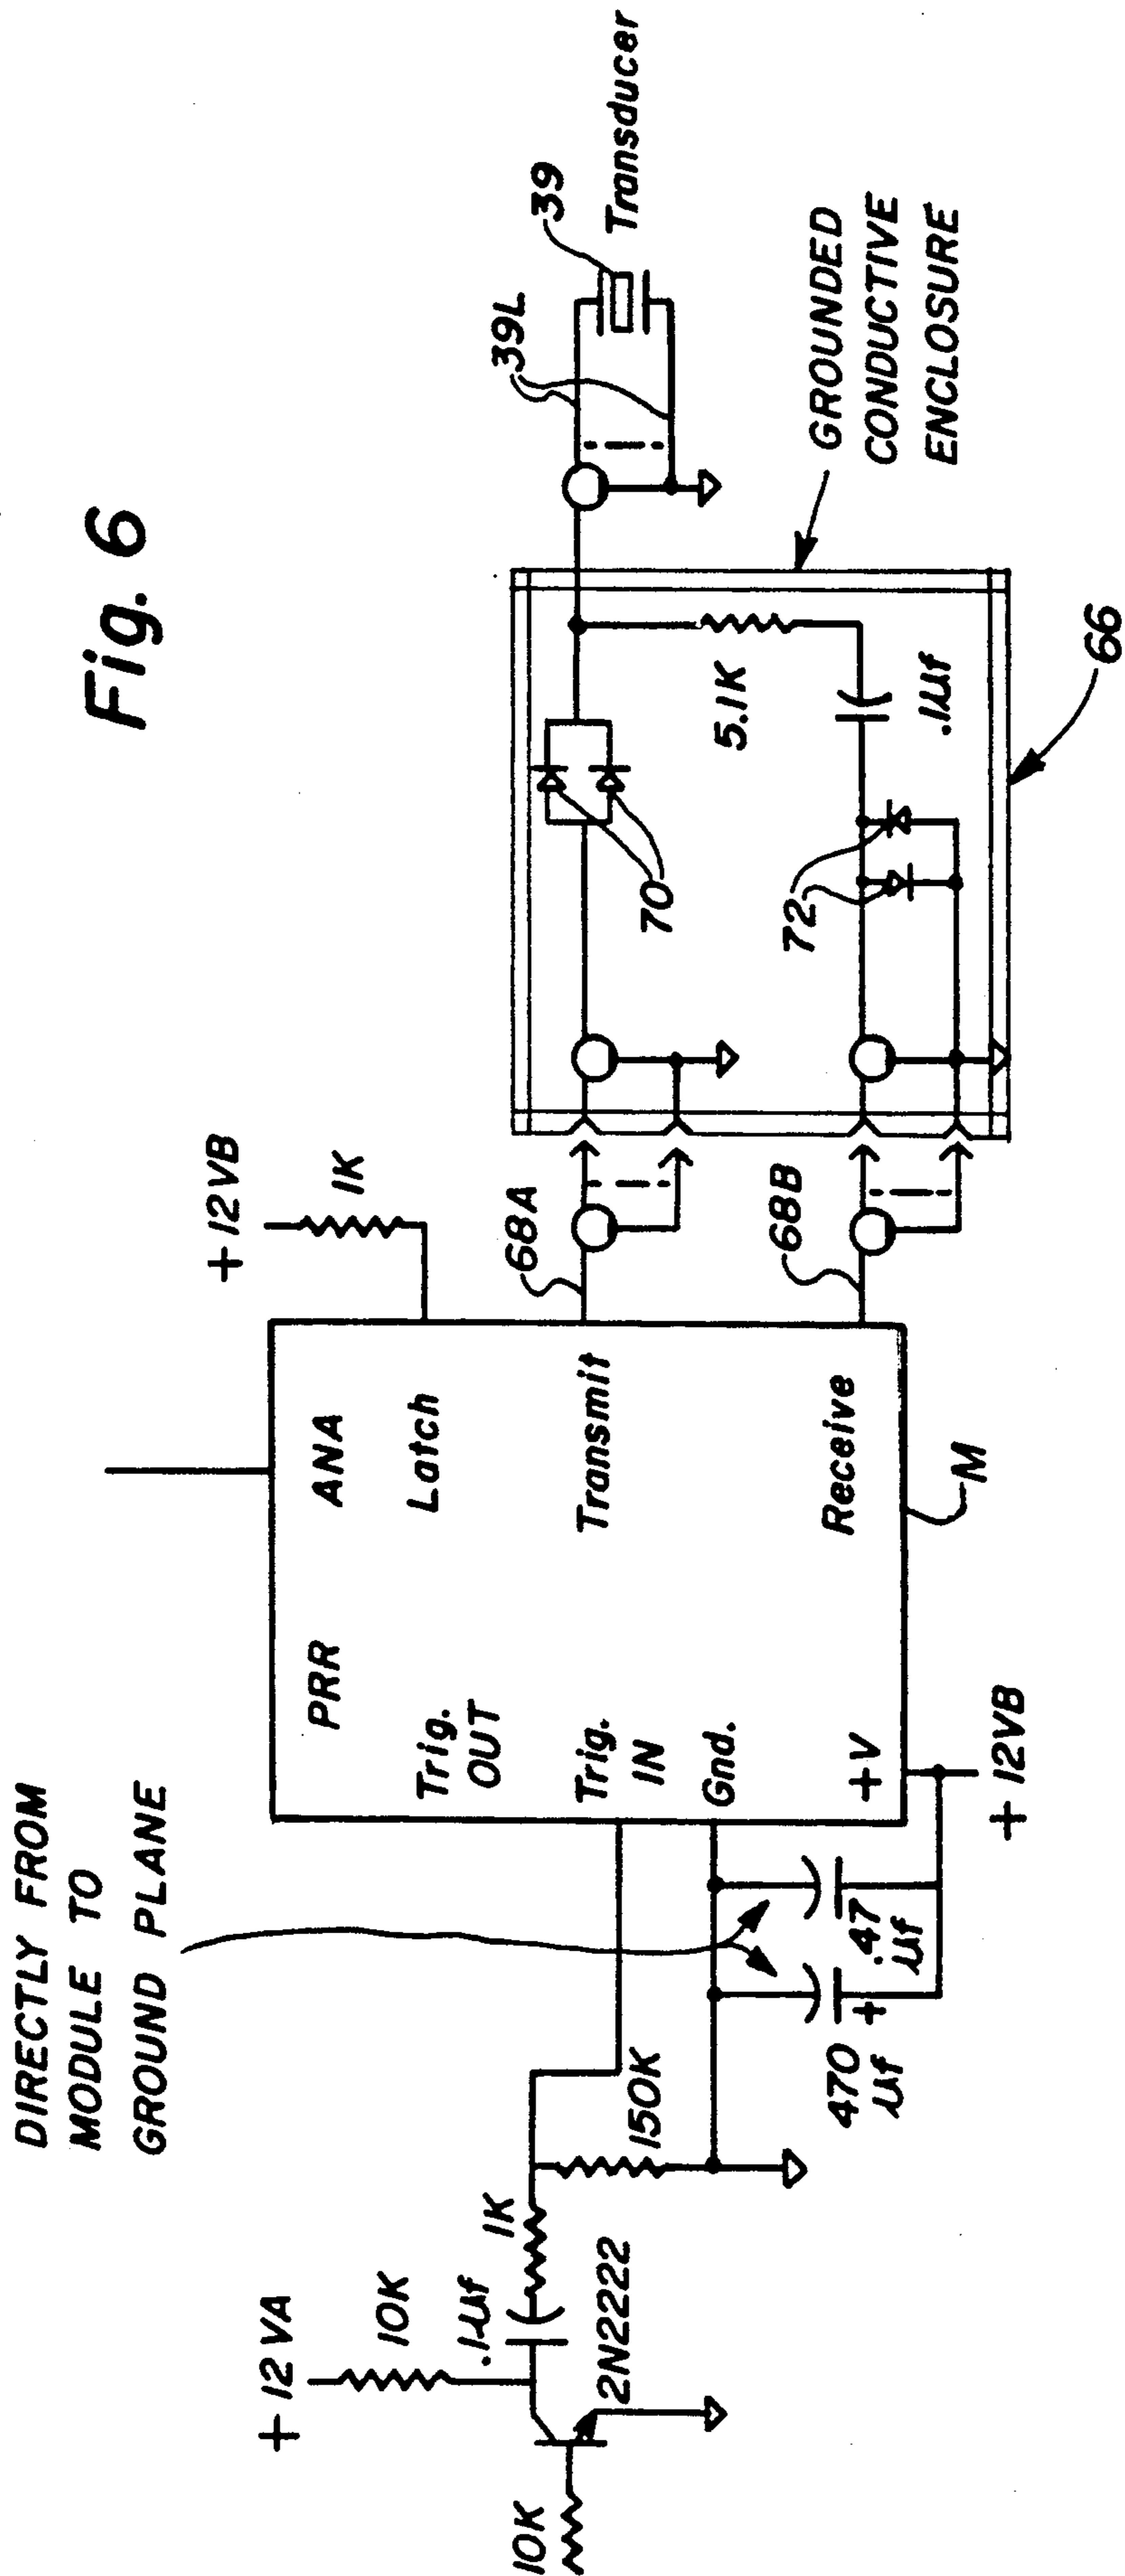 Fig. 6
DIRECTLY FROM
MODULE TO
GROUND PLANE
+12VA
10K
10K
.1µf
1K
2N2222
150K
470
µf
+
.47
µf
+12VB
PRR
ANA
Trig.
OUT
Latch
Trig.
IN
Transmit
Gnd.
+V
Receive
M
+12VB
1K
68A
68B
70
72
5.1K
.1µf
66
39L
39
Transducer
GROUNDED
CONDUCTIVE
ENCLOSURE